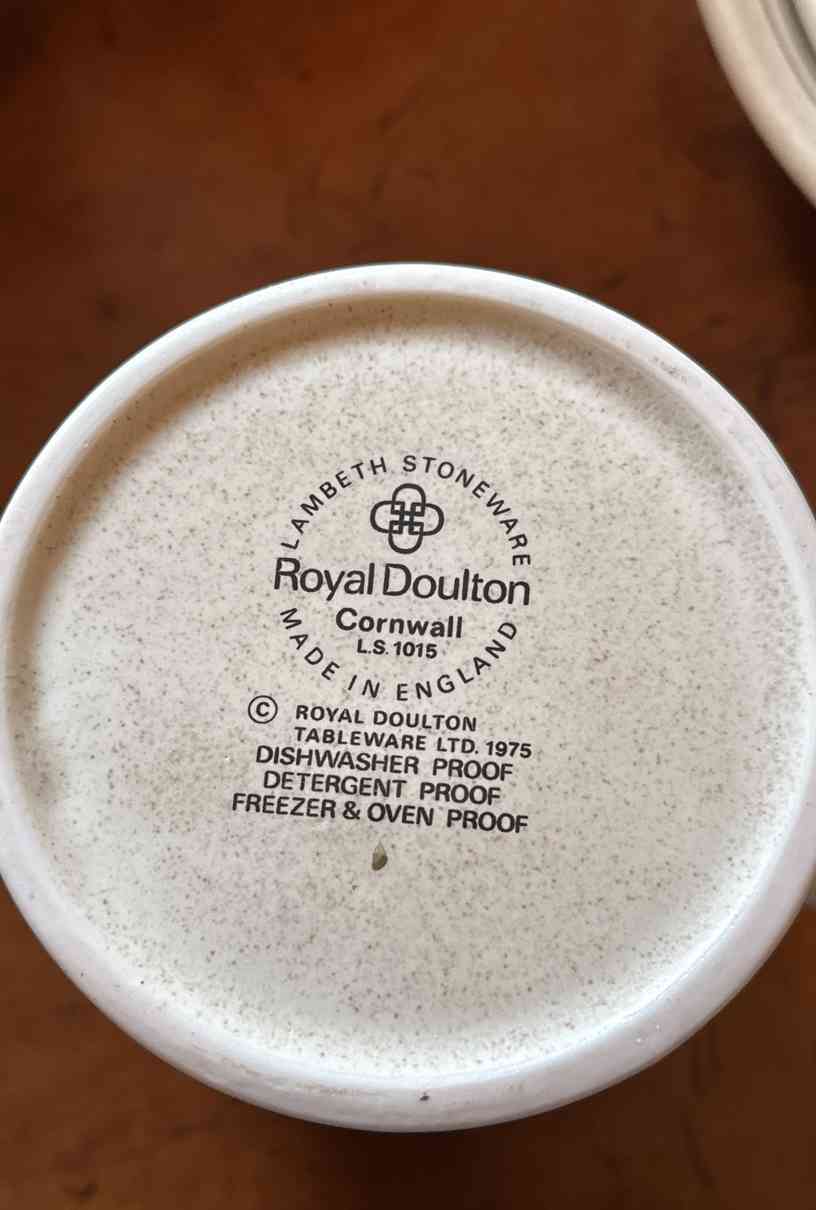 LAMBETH STONEWARE
Royal Doulton
Cornwall
L.S. 1015
MADE IN ENGLAND
© ROYAL DOULTON
TABLEWARE LTD. 1975
DISHWASHER PROOF
DETERGENT PROOF
FREEZER & OVEN PROOF